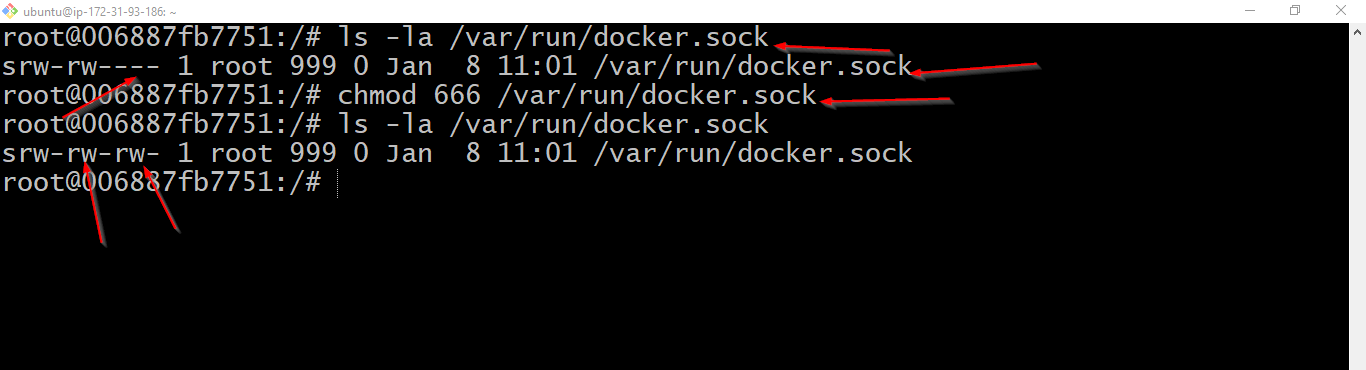 ubuntu@ip-172-31-93-186: ~
root@006887fb7751:/# ls -la /var/run/docker.sock
srw-rw---- 1 root 999 0 Jan  8 11:01 /var/run/docker.sock
root@006887fb7751:/# chmod 666 /var/run/docker.sock
root@006887fb7751:/# ls -la /var/run/docker.sock
srw-rw-rw- 1 root 999 0 Jan  8 11:01 /var/run/docker.sock
root@006887fb7751:/#